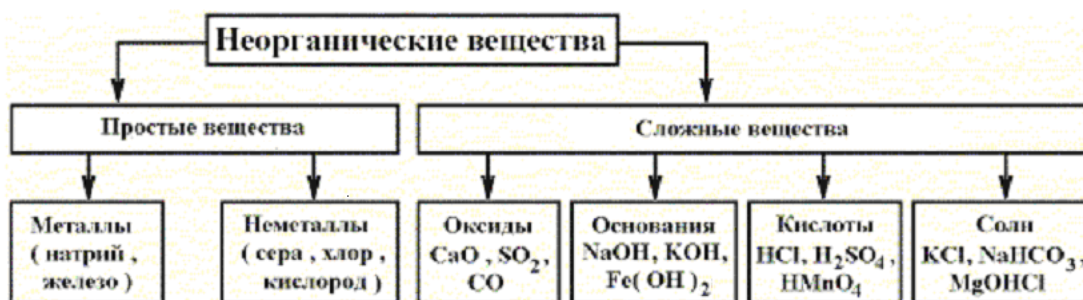 Неорганические вещества
Простые вещества
Сложные вещества
Металлы
( натрий ,
железо )
Неметаллы
(сера , хлор ,
кислород )
Оксиды
CaO , SO₂,
CO
Основания
NaOH, KOH,
Fe( OH )₂
Кислоты
HCl, H₂SO₄,
HMnO₄
Соли
KCl, NaHCO₃,
MgOHCl